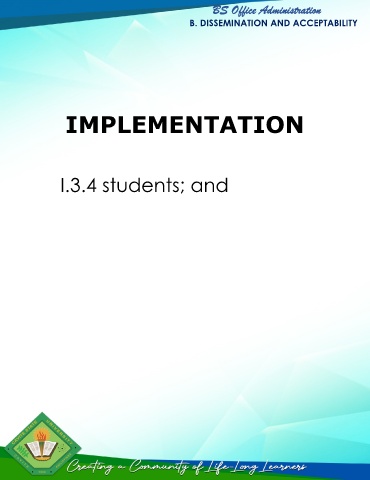 BS Office Administration
B. DISSEMINATION AND ACCEPTABILITY
IMPLEMENTATION
I.3.4 students; and
Creating a Community of Life Long Learners